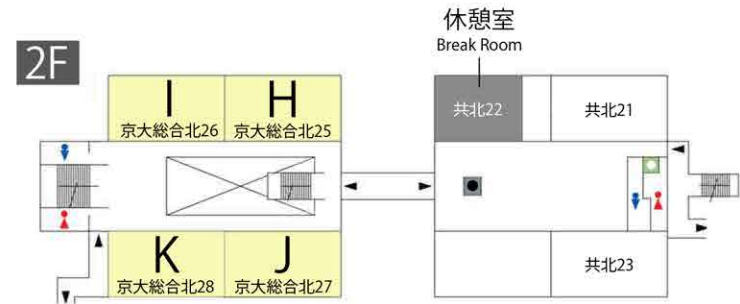 2F
休憩室
Break Room
I
京大総合北26
H
京大総合北25
共北22
共北21
K
京大総合北28
J
京大総合北27
共北23